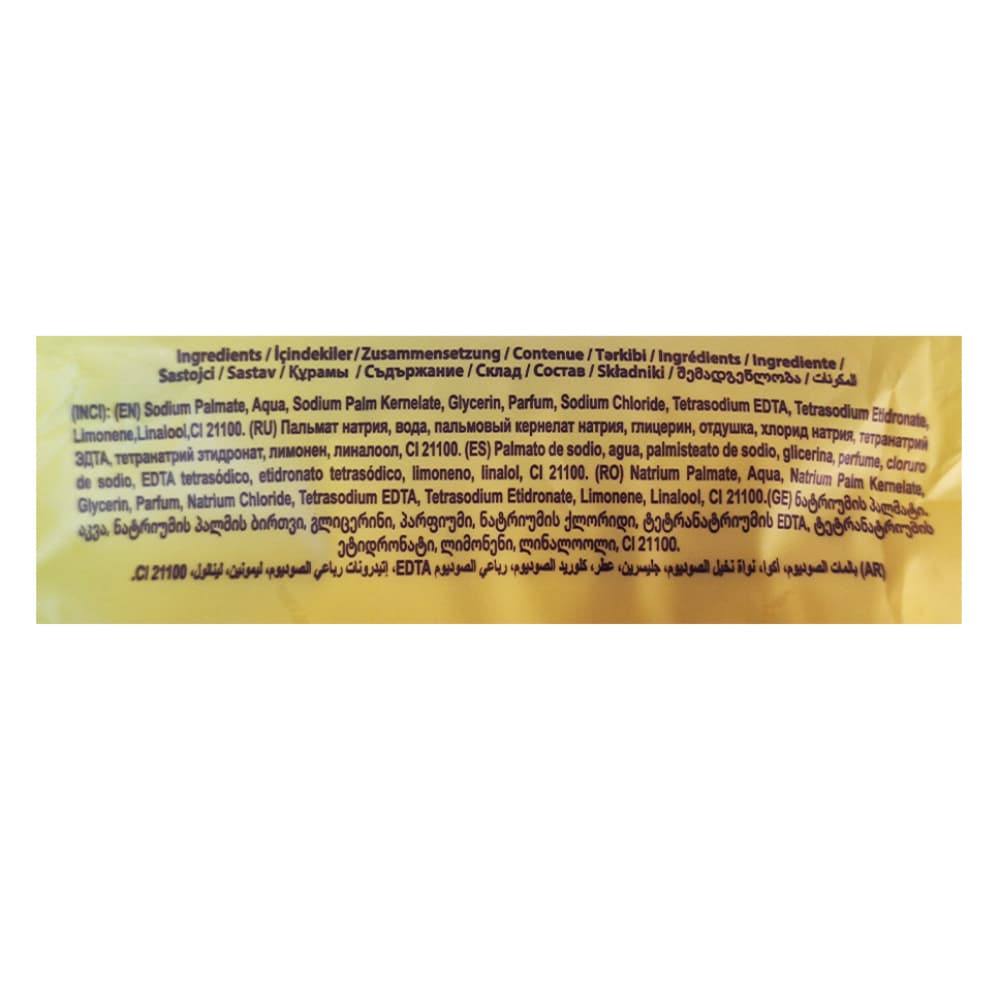 Ingredients / İçindekiler/Zusammensetzung / Contenue / Tərkibi / Ingrédients / Ingrediente /
Sastojci / Sastav / Құрамы / Съдържание / Склад / Состав / Składniki / შემადგენლობა / المكونات
(INCI): (EN) Sodium Palmate, Aqua, Sodium Palm Kernelate, Glycerin, Parfum, Sodium Chloride, Tetrasodium EDTA, Tetrasodium Etidronate,
Limonene,Linalool,CI 21100. (RU) Пальмат натрия, вода, пальмовый кернелат натрия, глицерин, отдушка, хлорид натрия, тетранатрий
ЭДТА, тетранатрий этидронат, лимонен, линалоол, CI 21100. (ES) Palmato de sodio, agua, palmisteato de sodio, glicerina, perfume, cloruro
de sodio, EDTA tetrasódico, etidronato tetrasódico, limoneno, linalol, CI 21100. (RO) Natrium Palmate, Aqua, Natrium Palm Kernelate,
Glycerin, Parfum, Natrium Chloride, Tetrasodium EDTA, Tetrasodium Etidronate, Limonene, Linalool, CI 21100.(GE) ნატრიუმის პალმატი,
აკვა, ნატრიუმის პალმის ბირთვი, გლიცერინი, პარფიუმი, ნატრიუმის ქლორიდი, ტეტრანატრიუმის EDTA, ტეტრანატრიუმის
ეტიდრონატი, ლიმონენი, ლინალოოლი, CI 21100.
(AR) بالمات الصوديوم، أكوا، نواة نخيل الصوديوم، جليسرين، عطر، كلوريد الصوديوم، رباعي الصوديوم EDTA، إتيدرونات رباعي الصوديوم، ليمونين، لينالول، CI 21100.